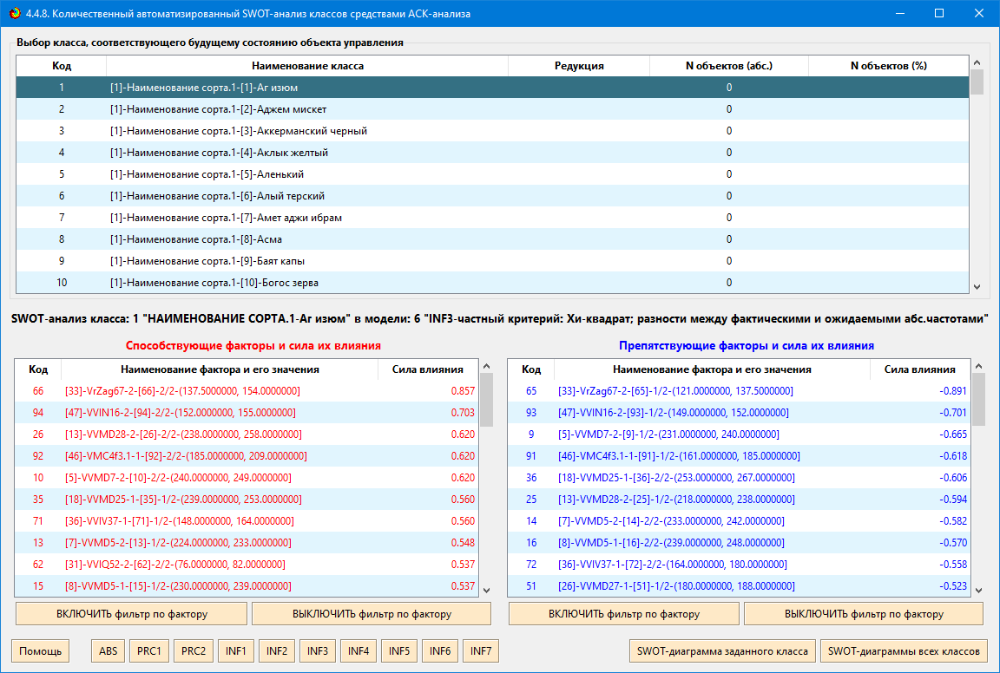 4.4.8. Количественный автоматизированный SWOT-анализ классов средствами АСК-анализа
Выбор класса, соответствующего будущему состоянию объекта управления
Код Наименование класса Редукция N объектов (абс.) N объектов (%)
1 [1]-Наименование сорта.1-[1]-Аг изюм 0
2 [1]-Наименование сорта.1-[2]-Аджем мискет 0
3 [1]-Наименование сорта.1-[3]-Аккерманский черный 0
4 [1]-Наименование сорта.1-[4]-Аклык желтый 0
5 [1]-Наименование сорта.1-[5]-Аленький 0
6 [1]-Наименование сорта.1-[6]-Алый терский 0
7 [1]-Наименование сорта.1-[7]-Амет аджи ибрам 0
8 [1]-Наименование сорта.1-[8]-Асма 0
9 [1]-Наименование сорта.1-[9]-Баят капы 0
10 [1]-Наименование сорта.1-[10]-Богос зерва 0
SWOT-анализ класса: 1 "НАИМЕНОВАНИЕ СОРТА.1-Аг изюм" в модели: 6 "INF3-частный критерий: Хи-квадрат; разности между фактическими и ожидаемыми абс.частотами"
Способствующие факторы и сила их влияния
Код Наименование фактора и его значения Сила влияния
66 [33]-VrZag67-2-[66]-2/2-(137.5000000, 154.0000000] 0.857
94 [47]-VVIN16-2-[94]-2/2-(152.0000000, 155.0000000] 0.703
26 [13]-VVMD28-2-[26]-2/2-(238.0000000, 258.0000000] 0.620
92 [46]-VMC4f3.1-1-[92]-2/2-(185.0000000, 209.0000000] 0.620
10 [5]-VVMD7-2-[10]-2/2-(240.0000000, 249.0000000] 0.620
35 [18]-VVMD25-1-[35]-1/2-(239.0000000, 253.0000000] 0.560
71 [36]-VVIV37-1-[71]-1/2-(148.0000000, 164.0000000] 0.560
13 [7]-VVMD5-2-[13]-1/2-(224.0000000, 233.0000000] 0.548
62 [31]-VVIQ52-2-[62]-2/2-(76.0000000, 82.0000000] 0.537
15 [8]-VVMD5-1-[15]-1/2-(230.0000000, 239.0000000] 0.537
ВКЛЮЧИТЬ фильтр по фактору
ВЫКЛЮЧИТЬ фильтр по фактору
Препятствующие факторы и сила их влияния
Код Наименование фактора и его значения Сила влияния
65 [33]-VrZag67-2-[65]-1/2-(121.0000000, 137.5000000] -0.891
93 [47]-VVIN16-2-[93]-1/2-(149.0000000, 152.0000000] -0.701
9 [5]-VVMD7-2-[9]-1/2-(231.0000000, 240.0000000] -0.665
91 [46]-VMC4f3.1-1-[91]-1/2-(161.0000000, 185.0000000] -0.618
36 [18]-VVMD25-1-[36]-2/2-(253.0000000, 267.0000000] -0.606
25 [13]-VVMD28-2-[25]-1/2-(218.0000000, 238.0000000] -0.594
14 [7]-VVMD5-2-[14]-2/2-(233.0000000, 242.0000000] -0.582
16 [8]-VVMD5-1-[16]-2/2-(239.0000000, 248.0000000] -0.570
72 [36]-VVIV37-1-[72]-2/2-(164.0000000, 180.0000000] -0.558
51 [26]-VVMD27-1-[51]-1/2-(180.0000000, 188.0000000] -0.523
ВКЛЮЧИТЬ фильтр по фактору
ВЫКЛЮЧИТЬ фильтр по фактору
Помощь ABS PRC1 PRC2 INF1 INF2 INF3 INF4 INF5 INF6 INF7 SWOT-диаграмма заданного класса SWOT-диаграммы всех классов